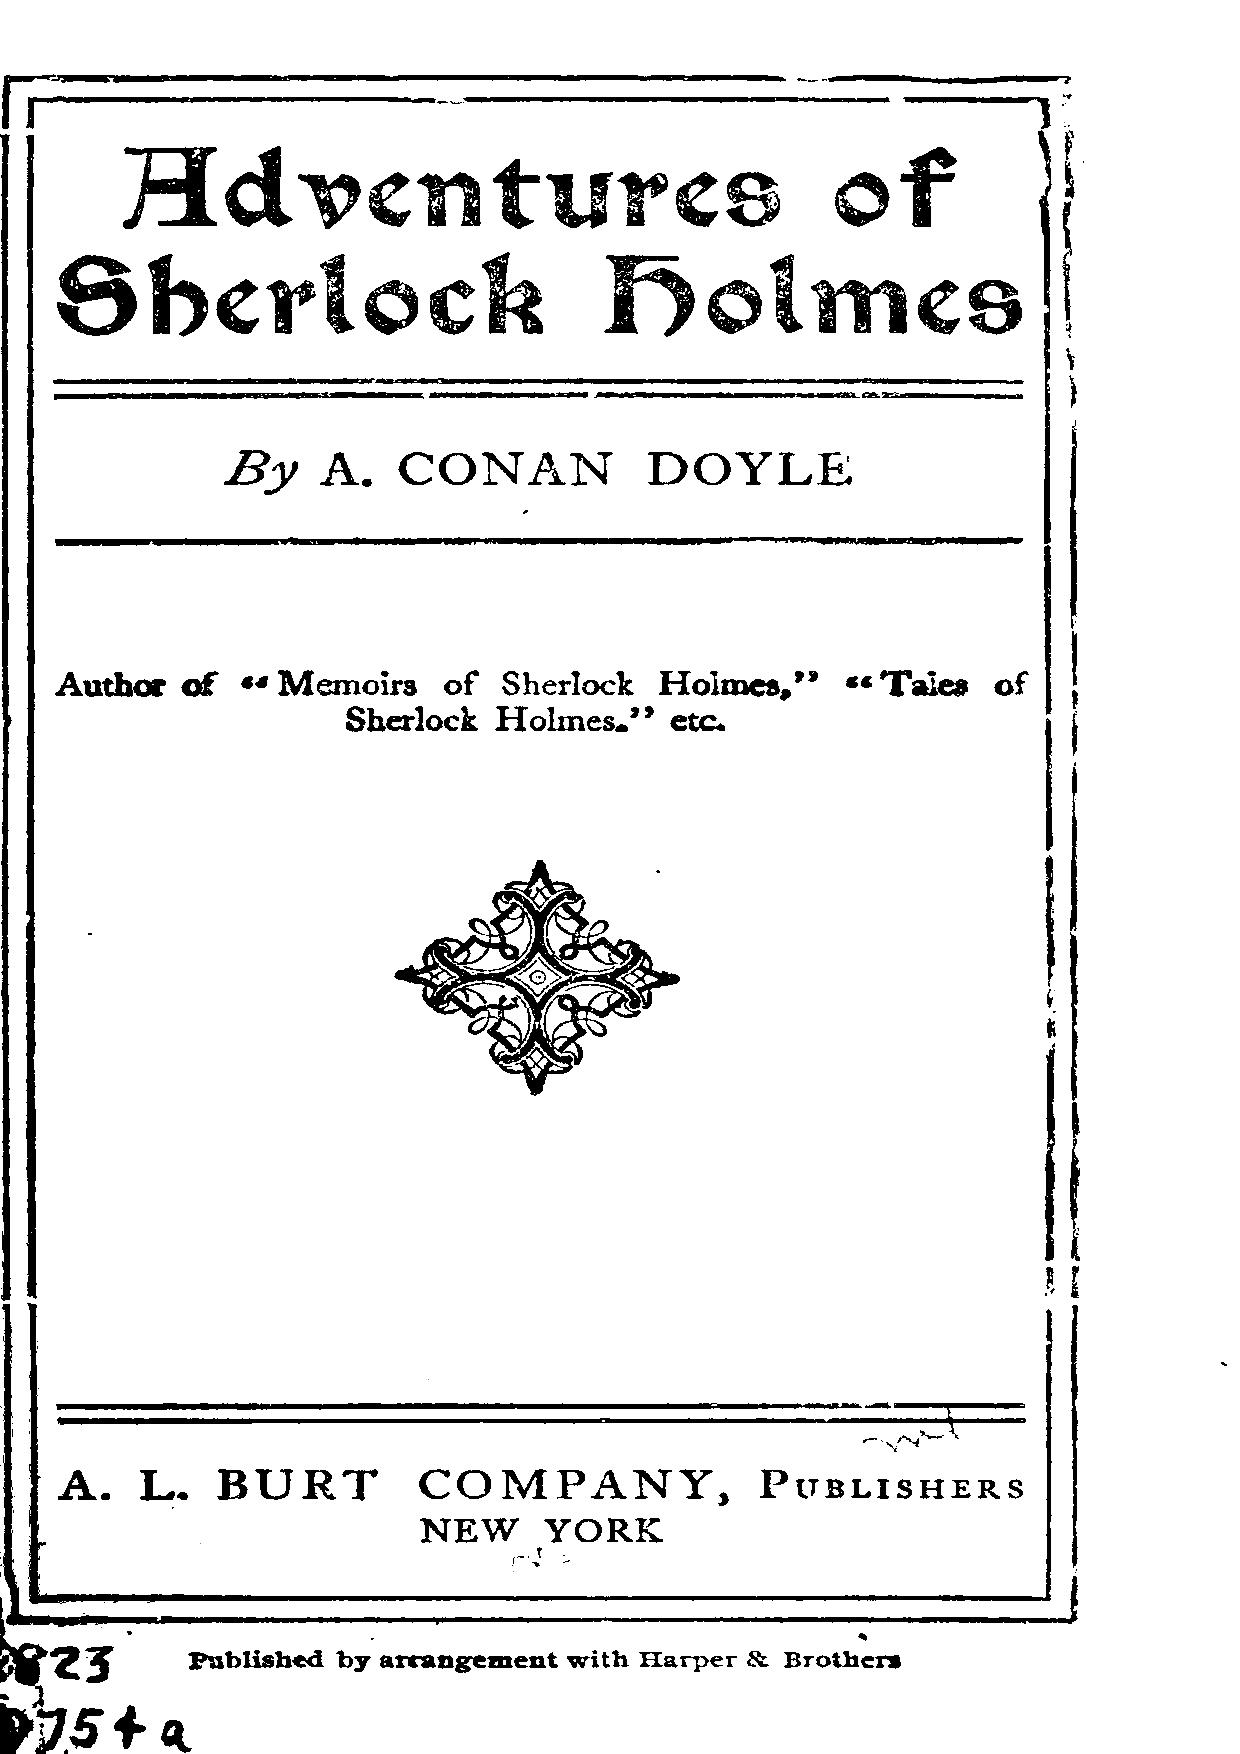 Adventures of
Sherlock Holmes
By A. CONAN DOYLE
Author of “Memoirs of Sherlock Holmes,” “Tales of
Sherlock Holmes.” etc.
A. L. BURT COMPANY, PUBLISHERS
NEW YORK
Published by arrangement with Harper & Brothers
823
754a